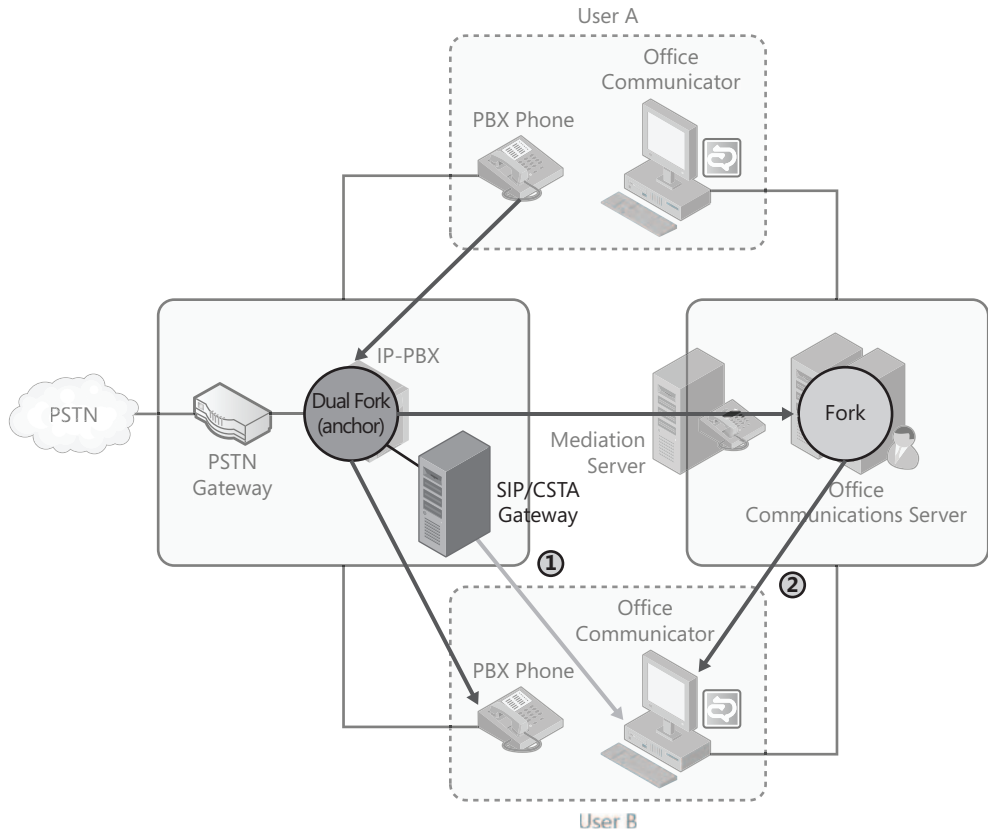 User A
Office
Communicator
PBX Phone
IP-PBX
PSTN
Dual Fork
(anchor)
Fork
PSTN
Gateway
Mediation
Server
SIP/CSTA
Gateway
Office
Communications Server
1
2
Office
Communicator
PBX Phone
User B